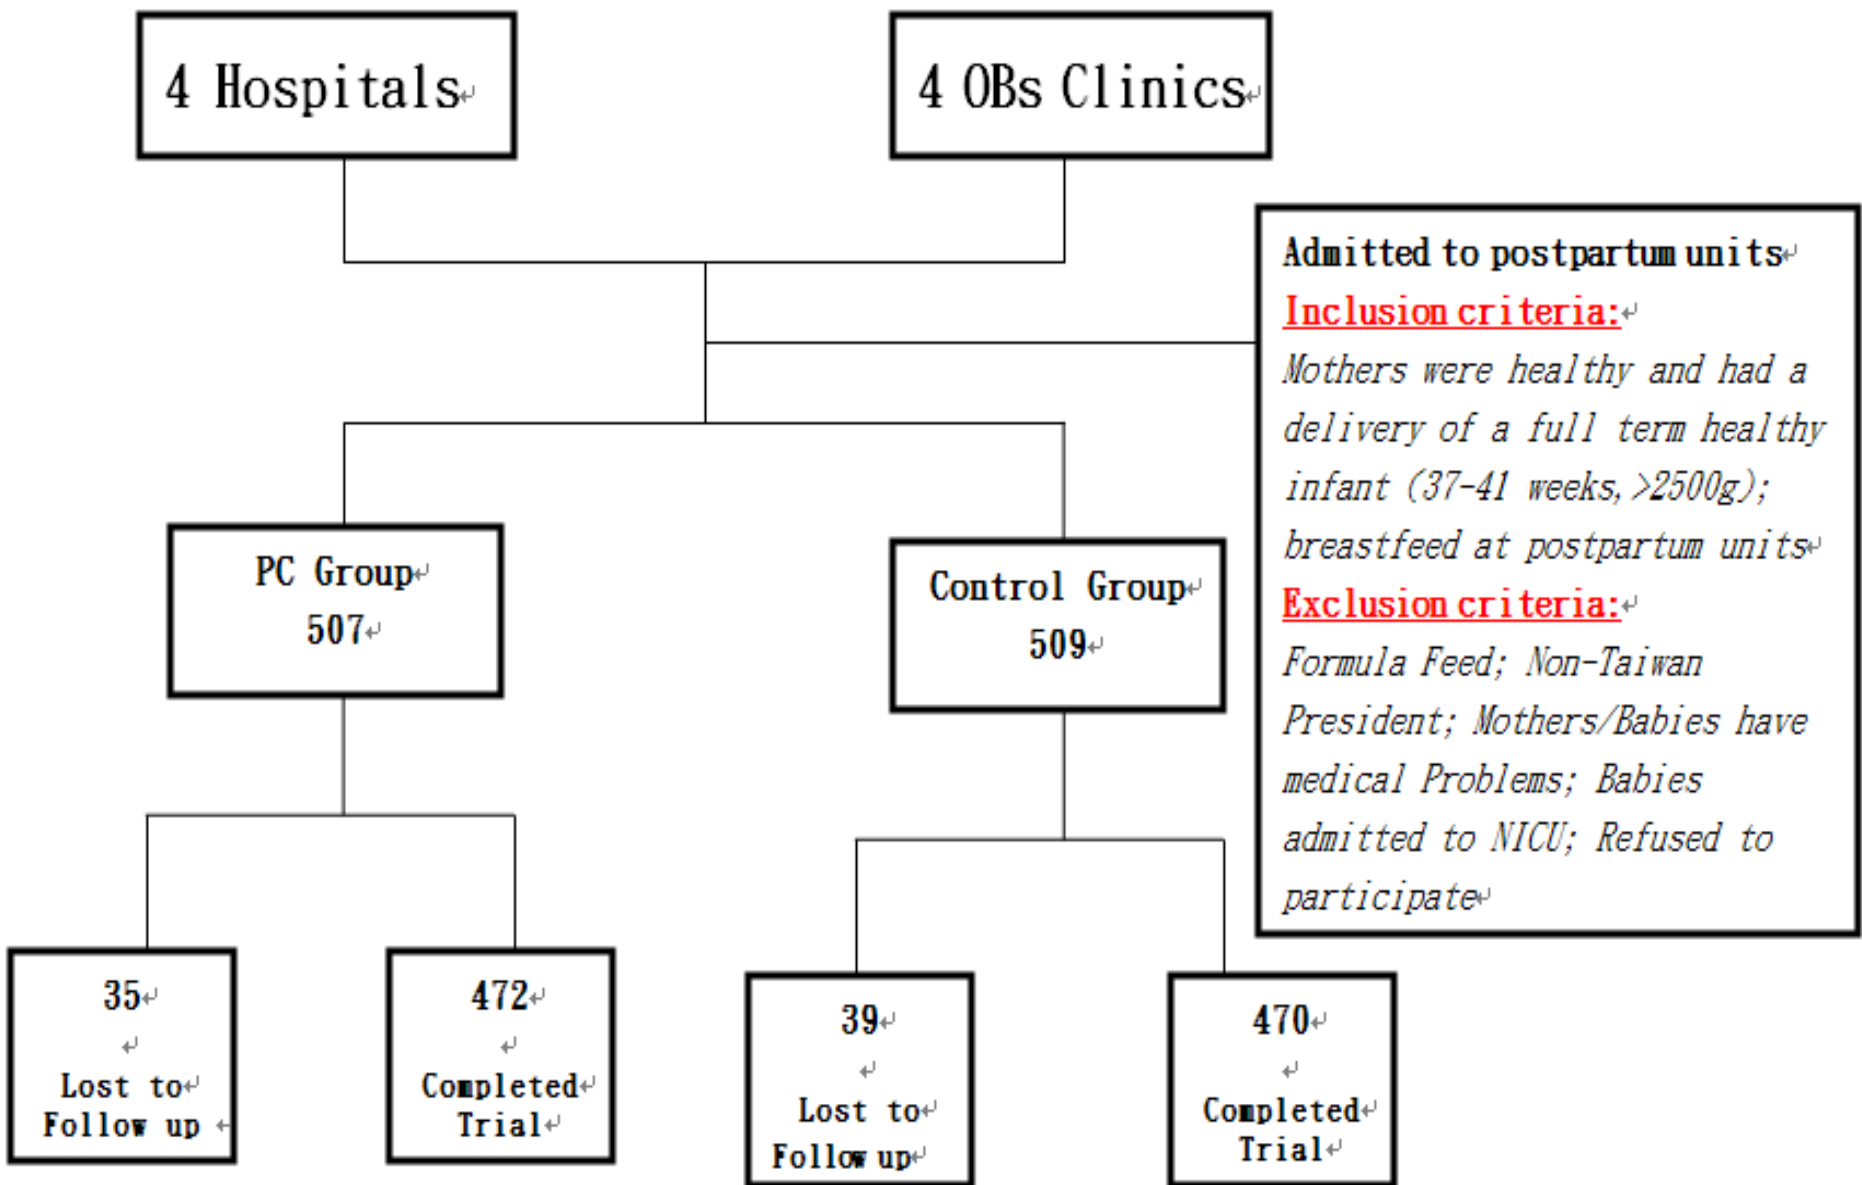 4 Hospitals
4 OBs Clinics
Admitted to postpartum units
Inclusion criteria:
Mothers were healthy and had a
delivery of a full term healthy
infant (37-41 weeks,>2500g);
breastfeed at postpartum units
Exclusion criteria:
Formula Feed; Non-Taiwan
President; Mothers/Babies have
medical Problems; Babies
admitted to NICU; Refused to
participate
PC Group
507
Control Group
509
35
Lost to
Follow up
472
Completed
Trial
39
Lost to
Follow up
470
Completed
Trial